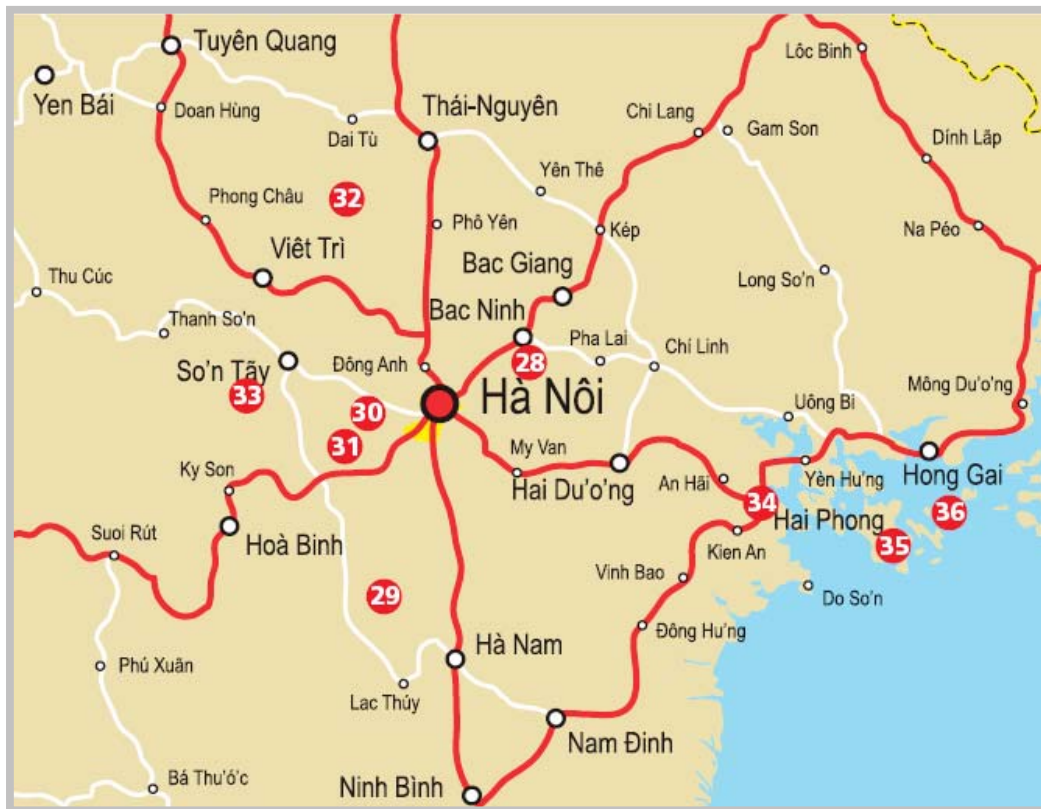 Tuyên Quang
Lôc Binh
Yen Bái
Doan Hùng
Thái-Nguyên
Chi Lang
Gam Son
Dai Tù
Dính Lãp
Yên Thê
32
Phong Châu
Phô Yên
Kép
Na Péo
Viêt Trì
Bac Giang
Thu Cúc
Long So'n
Bac Ninh
Thanh So'n
Pha Lai
Chí Linh
So'n Tãy
Đông Anh
28
33
30
Hà Nôi
Mông Du'o'ng
Uông Bi
31
My Van
Ky Son
Hai Du'o'ng
An Hãi
Yèn Hu'ng
Hong Gai
34
Hai Phong
36
Suoi Rút
Hoà Binh
Kien An
35
29
Vinh Bao
Do So'n
Đông Hu'ng
Hà Nam
Phú Xuãn
Lac Thúy
Nam Đinh
Bá Thu'ó'c
Ninh Bình